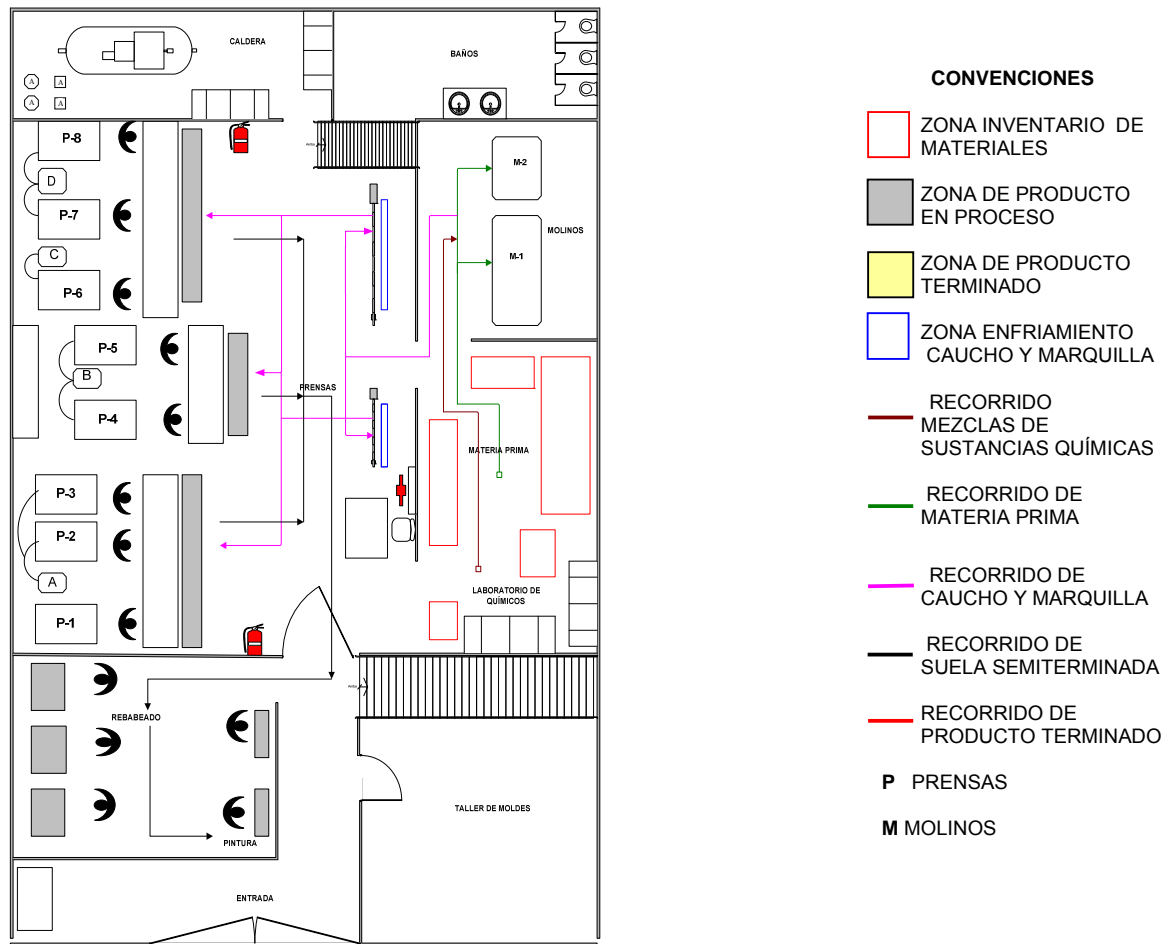 CALDERA
BAÑOS
A
A
A
A
P-8
D
P-7
C
P-6
P-5
B
P-4
P-3
P-2
A
P-1
M-2
MOLINOS
M-1
PRENSAS
MATERIA PRIMA
LABORATORIO DE
QUÍMICOS
REBABEADO
PINTURA
TALLER DE MOLDES
ENTRADA
CONVENCIONES
ZONA INVENTARIO DE
MATERIALES
ZONA DE PRODUCTO
EN PROCESO
ZONA DE PRODUCTO
TERMINADO
ZONA ENFRIAMIENTO
CAUCHO Y MARQUILLA
RECORRIDO
MEZCLAS DE
SUSTANCIAS QUÍMICAS
RECORRIDO DE
MATERIA PRIMA
RECORRIDO DE
CAUCHO Y MARQUILLA
RECORRIDO DE
SUELA SEMITERMINADA
RECORRIDO DE
PRODUCTO TERMINADO
P PRENSAS
M MOLINOS